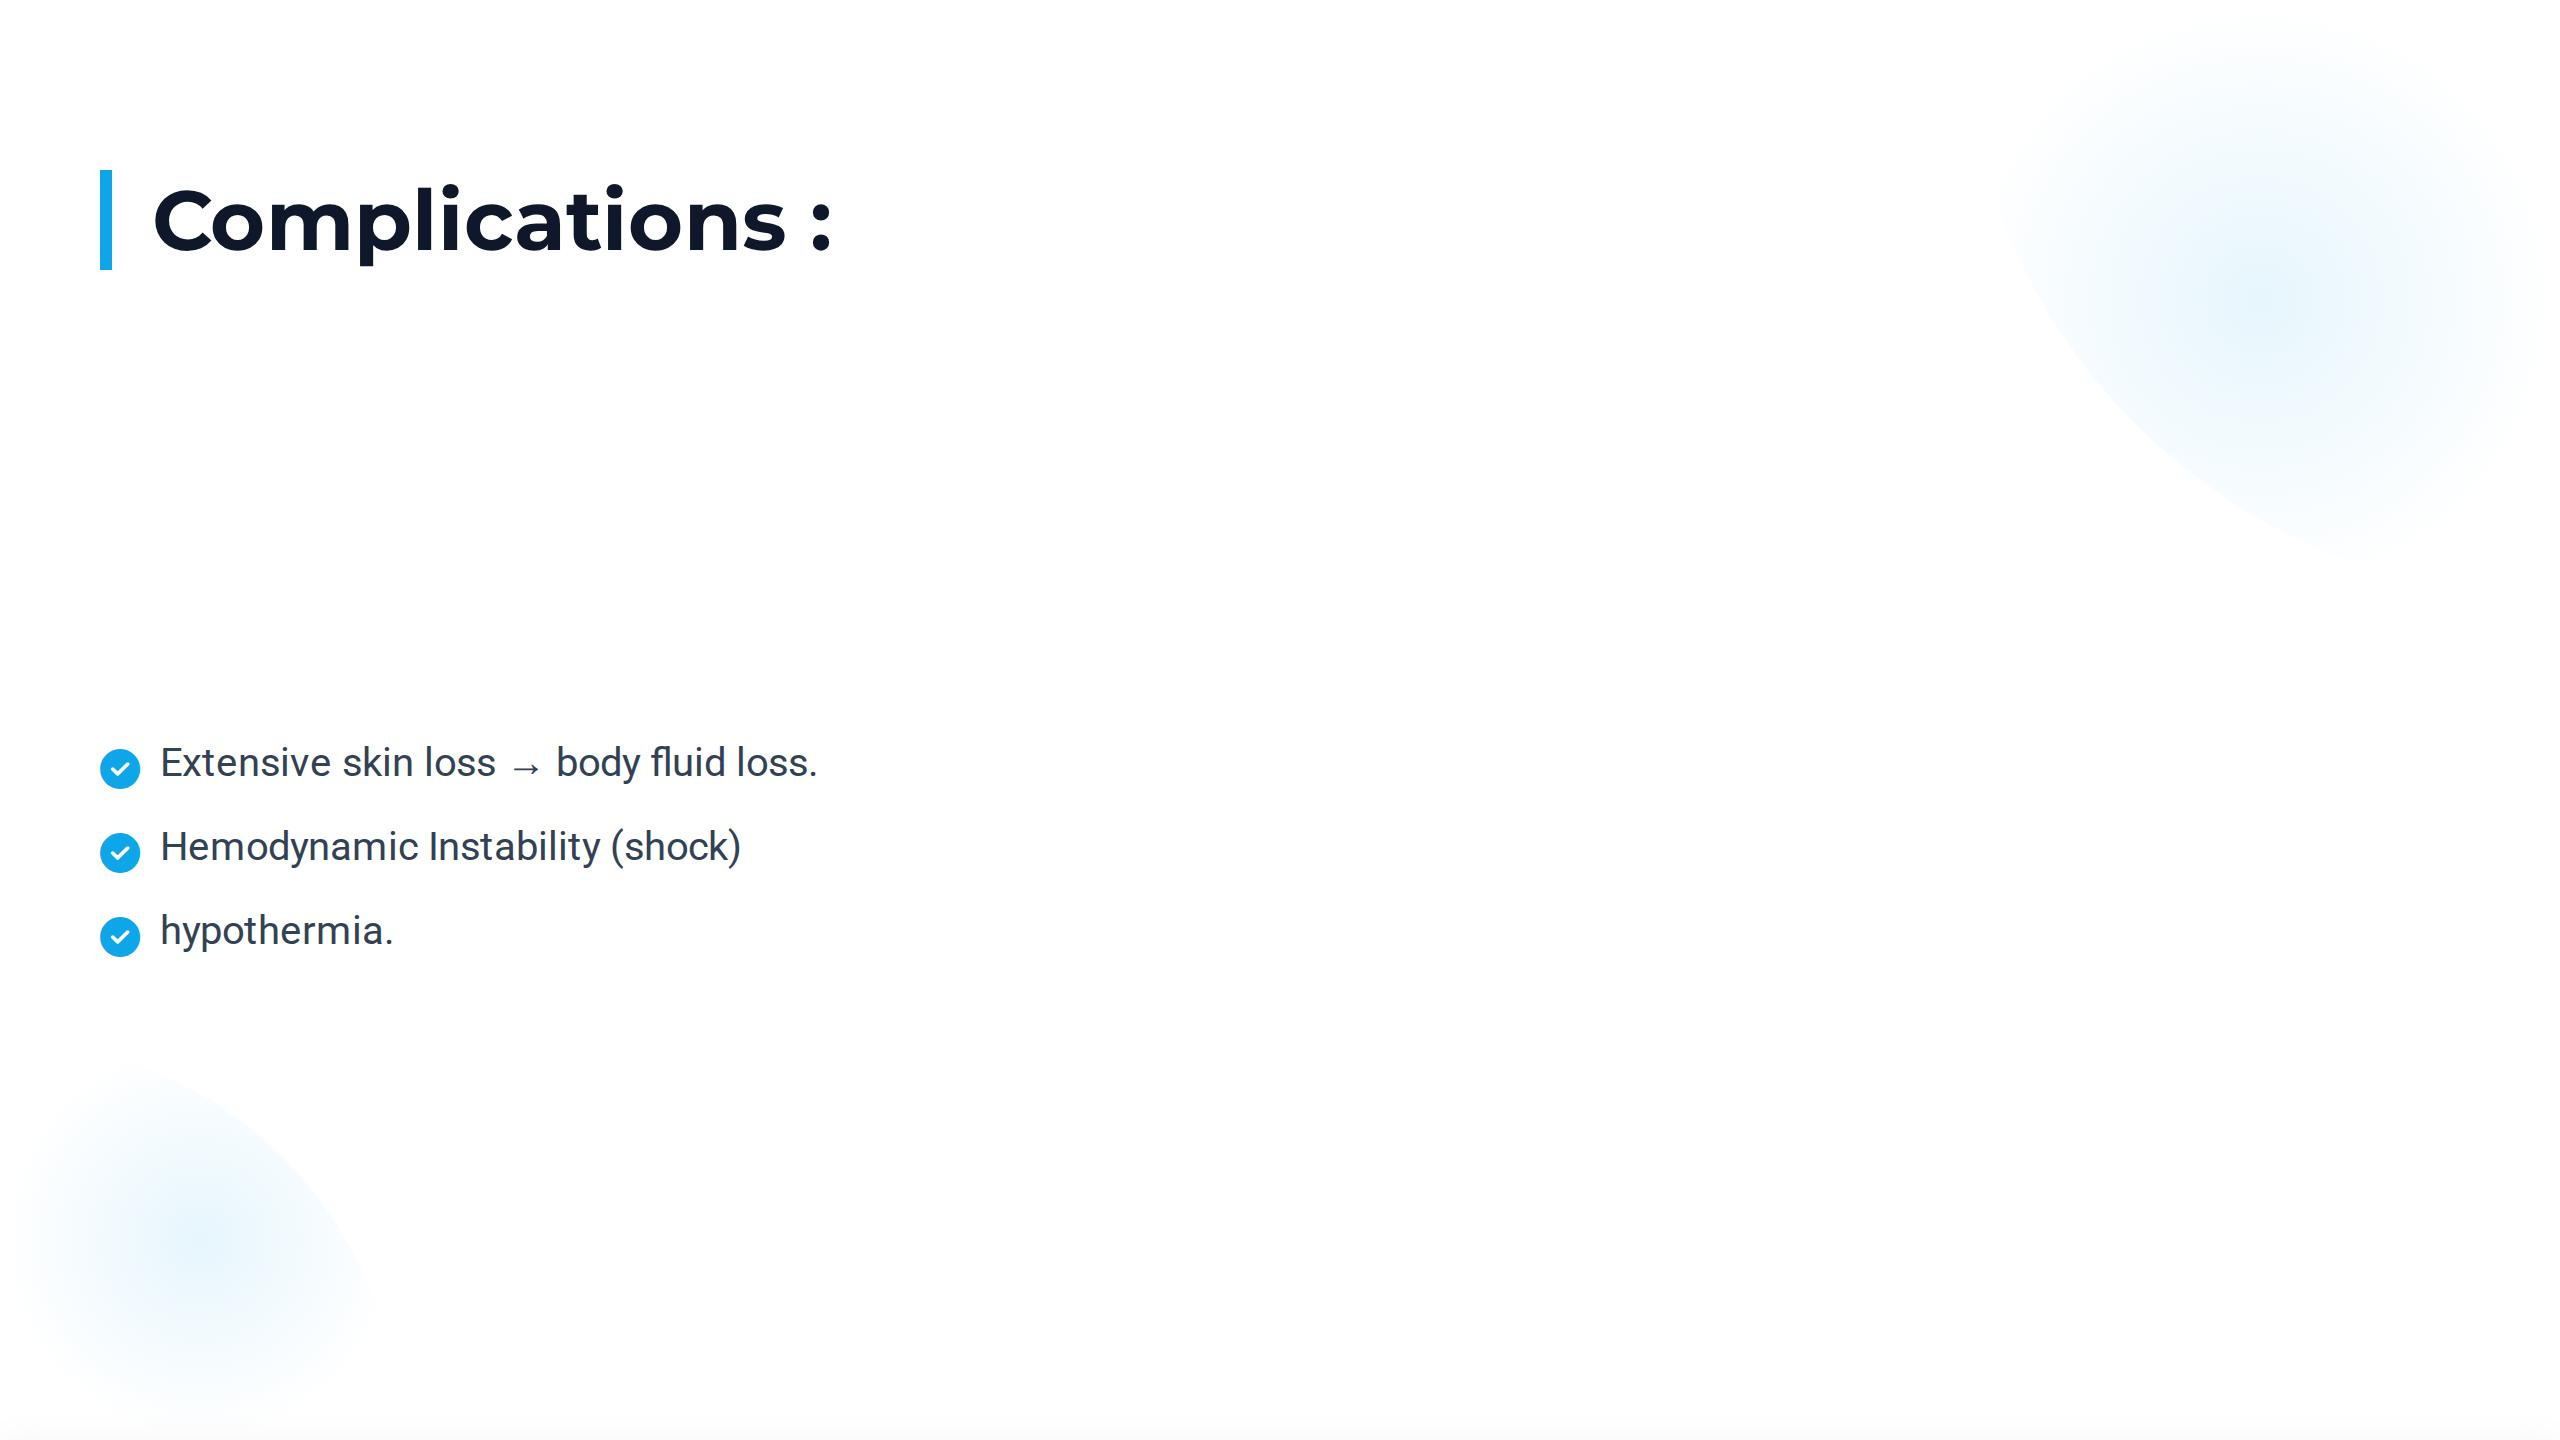 Complications :
Extensive skin loss → body fluid loss.
Hemodynamic Instability (shock)
hypothermia.